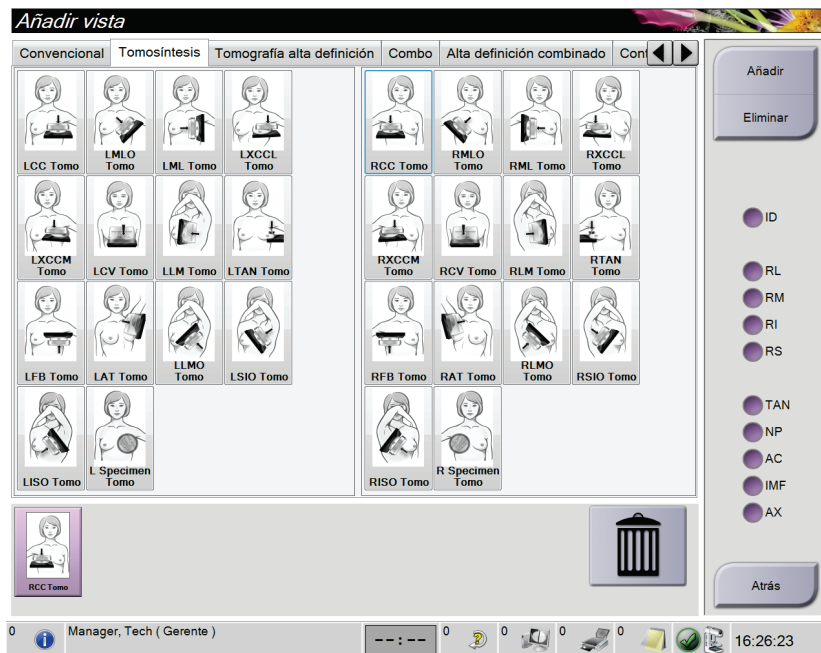 Añadir vista
Convencional
Tomosíntesis
Tomografía alta definición
Combo
Alta definición combinado
Cont
LCC Tomo
LMLO
Tomo
LML Tomo
LXCCL
Tomo
LXCCM
Tomo
LCV Tomo
LLM Tomo
LTAN Tomo
LFB Tomo
LAT Tomo
LLMO
Tomo
LSIO Tomo
LISO Tomo
L Specimen
Tomo
RCC Tomo
RMLO
Tomo
RML Tomo
RXCCL
Tomo
RXCCM
Tomo
RCV Tomo
RLM Tomo
RTAN
Tomo
RFB Tomo
RAT Tomo
RLMO
Tomo
RSIO Tomo
RISO Tomo
R Specimen
Tomo
RCC Tomo
Añadir
Eliminar
ID
RL
RM
RI
RS
TAN
NP
AC
IMF
AX
Atrás
0
Manager, Tech ( Gerente )
--:--
0
0
0
0
16:26:23